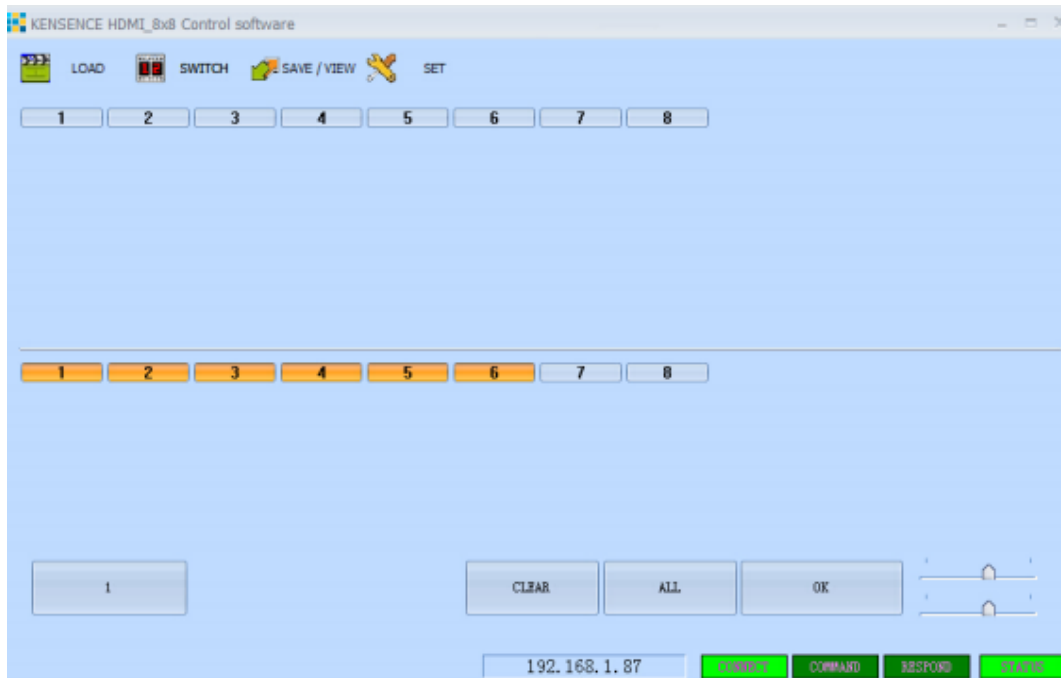 KENSENCE HDMI_8x8 Control software
LOAD SWITCH SAVE / VIEW SET
1 2 3 4 5 6 7 8
1 2 3 4 5 6 7 8
1 CLEAR ALL OK
192.168.1.87 CONNECT COMMAND RESPOND STATUS